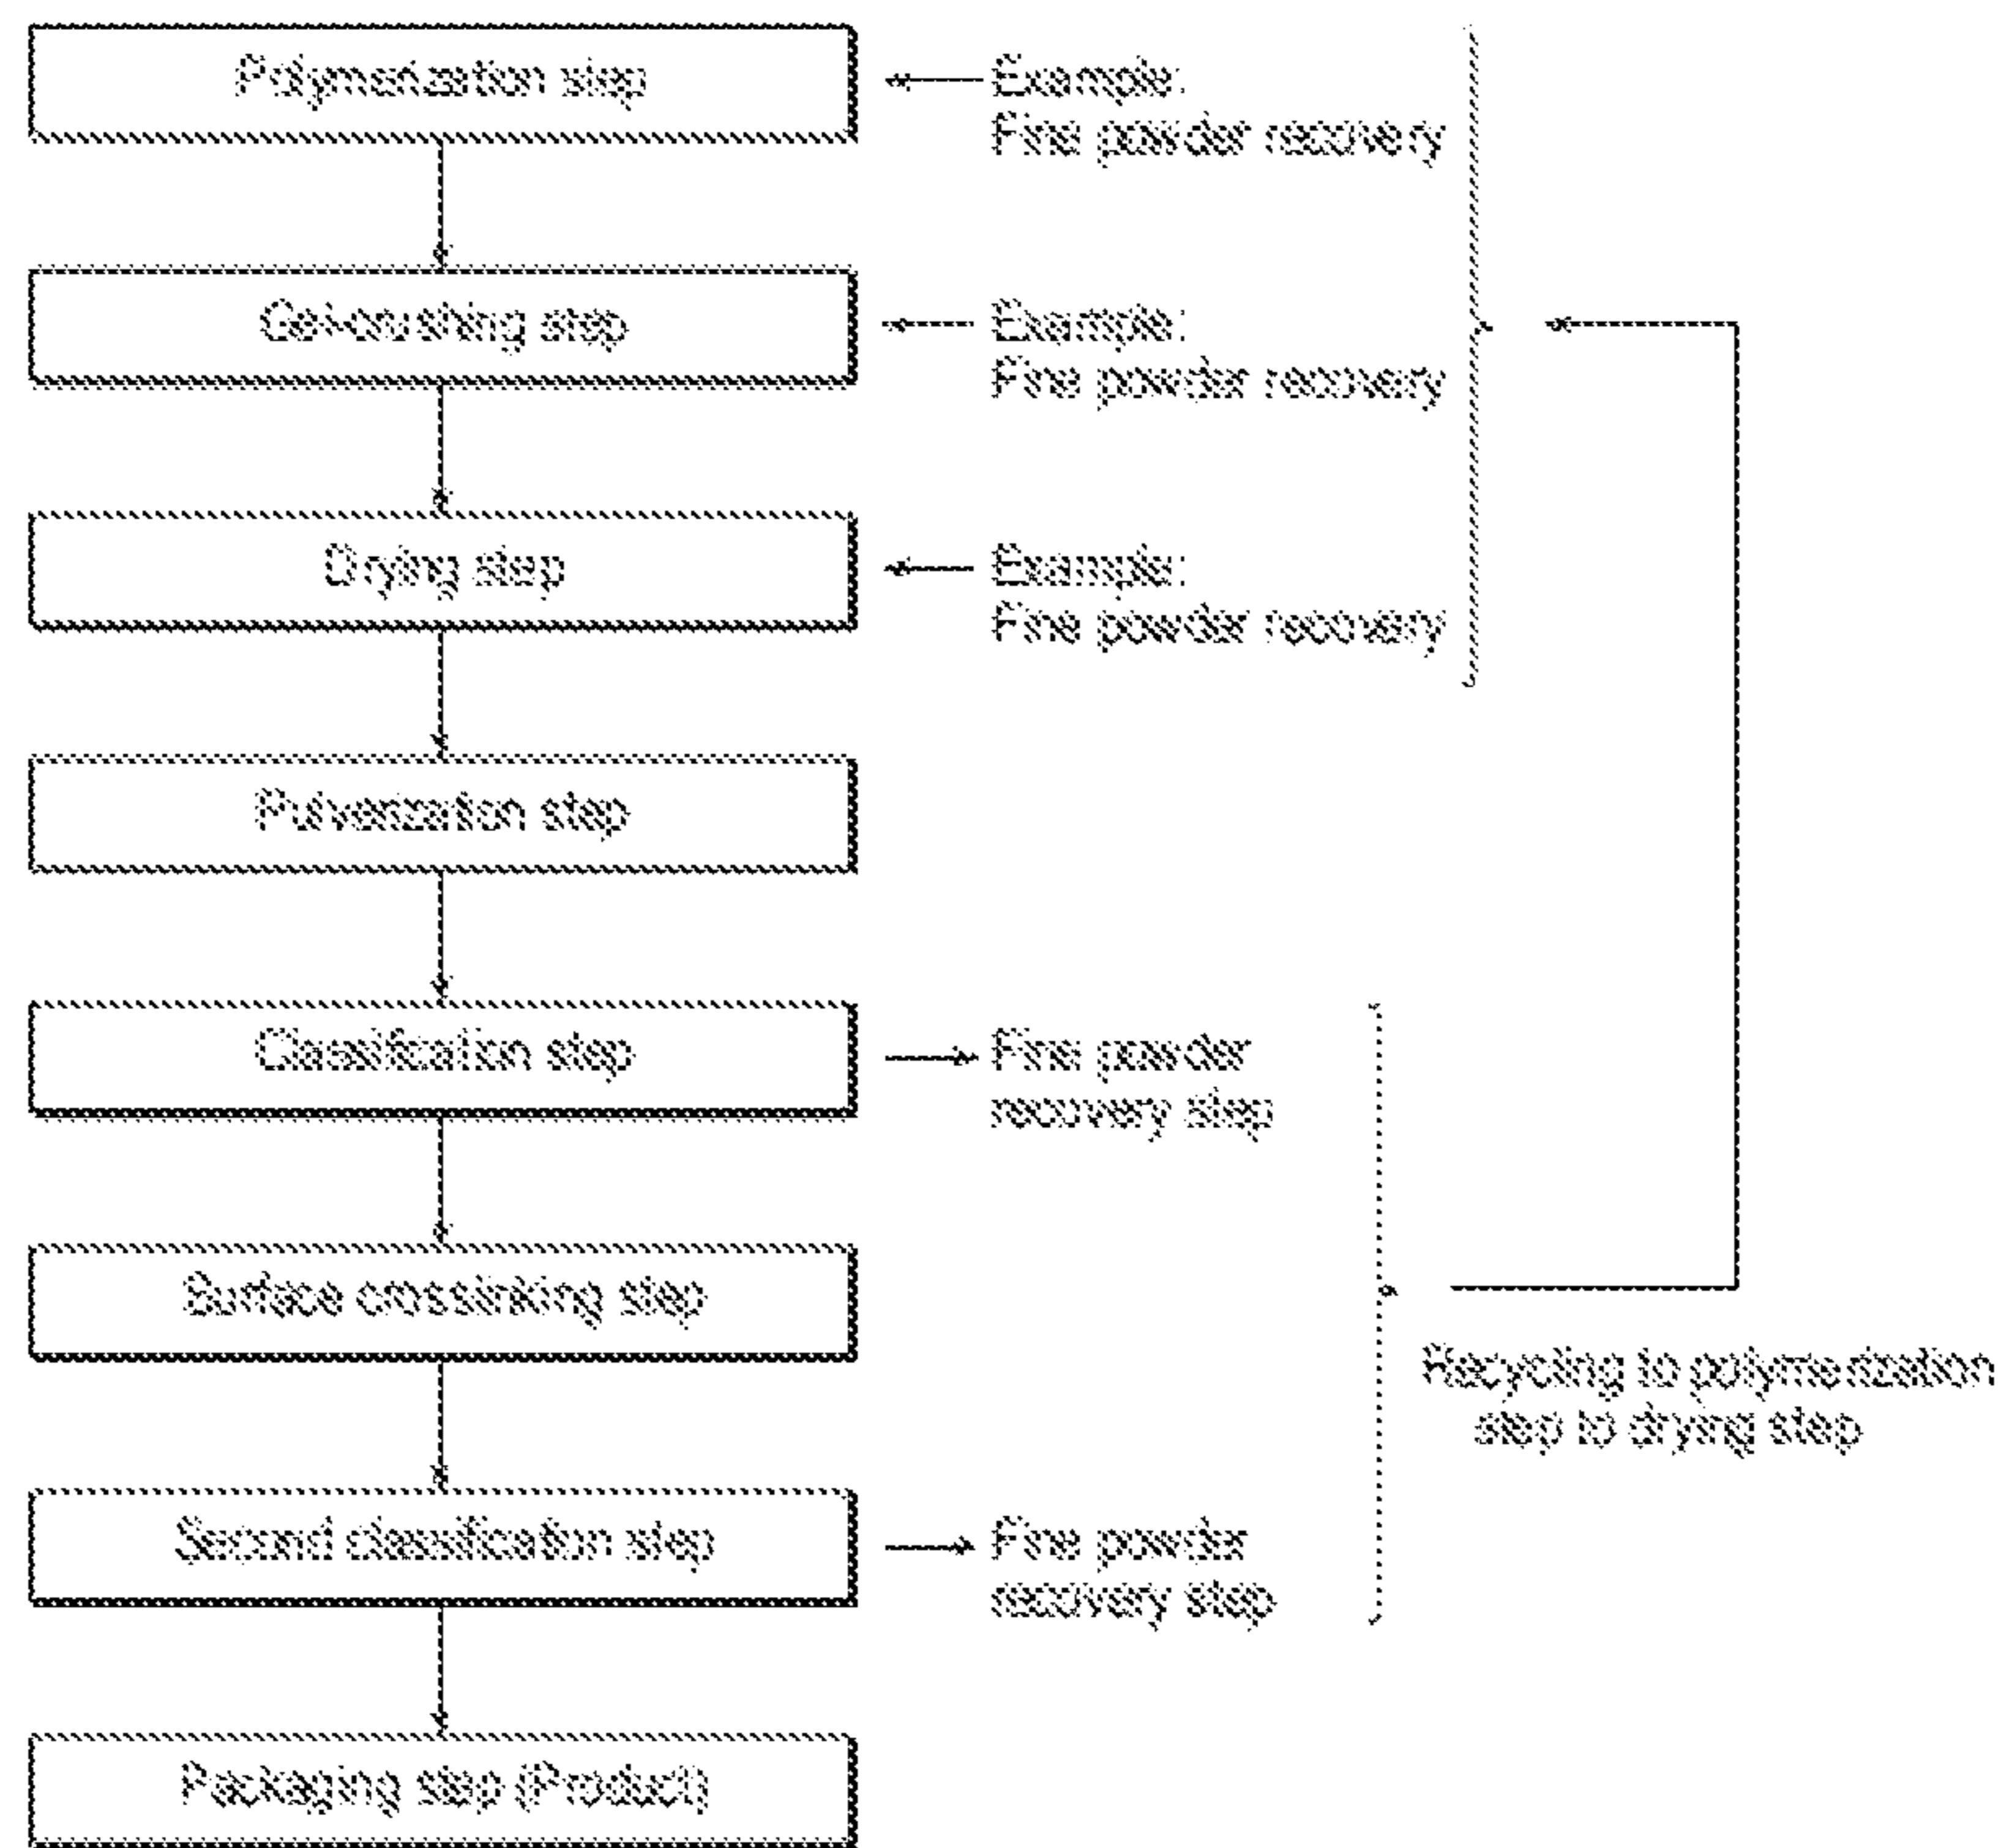 Polymerization step
Example:
Fine powder recovery
Gel-crushing step
Example:
Fine powder recovery
Drying step
Example:
Fine powder recovery
Pulverization step
Classification step
Fine powder
recovery step
Surface crosslinking step
Recycling to polymerization
step to drying step
Second classification step
Fine powder
recovery step
Packaging step (Product)